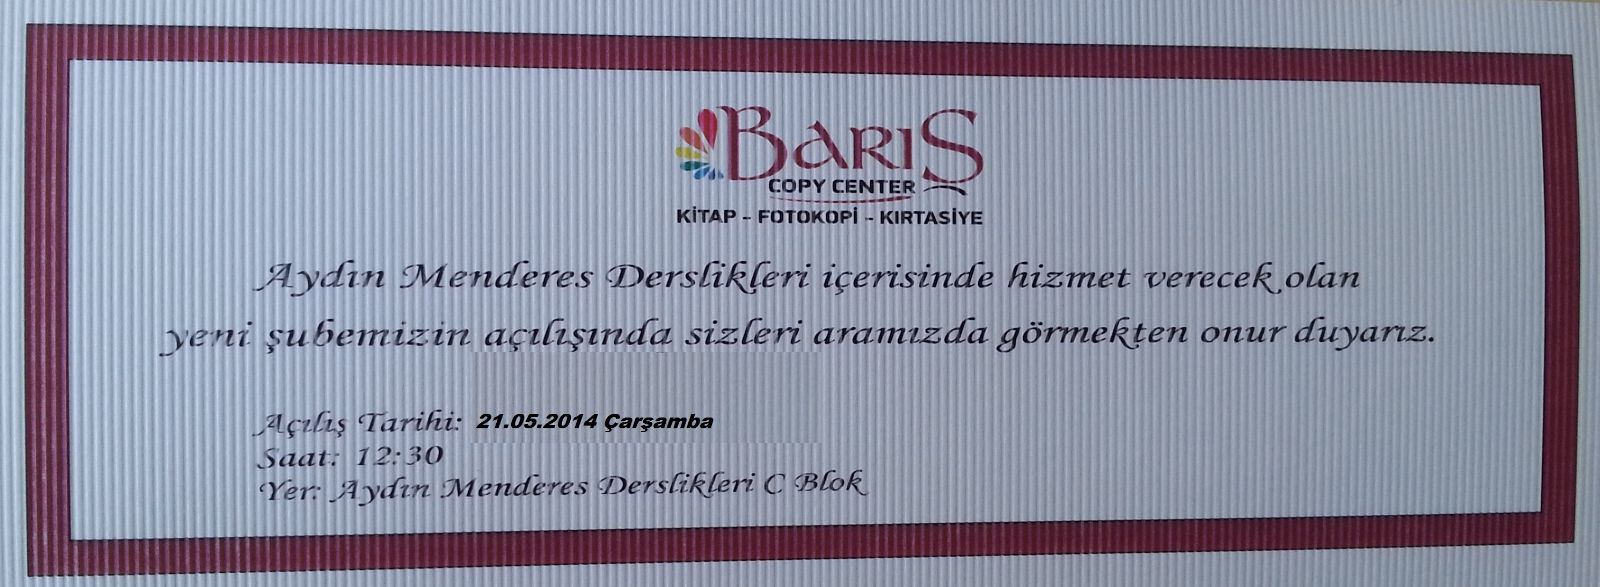 BARIŞ
COPY CENTER
KİTAP - FOTOKOPİ - KIRTASİYE
Aydın Menderes Derslikleri içerisinde hizmet verecek olan
yeni şubemizin açılışında sizleri aramızda görmekten onur duyarız.
Açılış Tarihi: 21.05.2014 Çarşamba
Saat: 12:30
Yer: Aydın Menderes Derslikleri C Blok